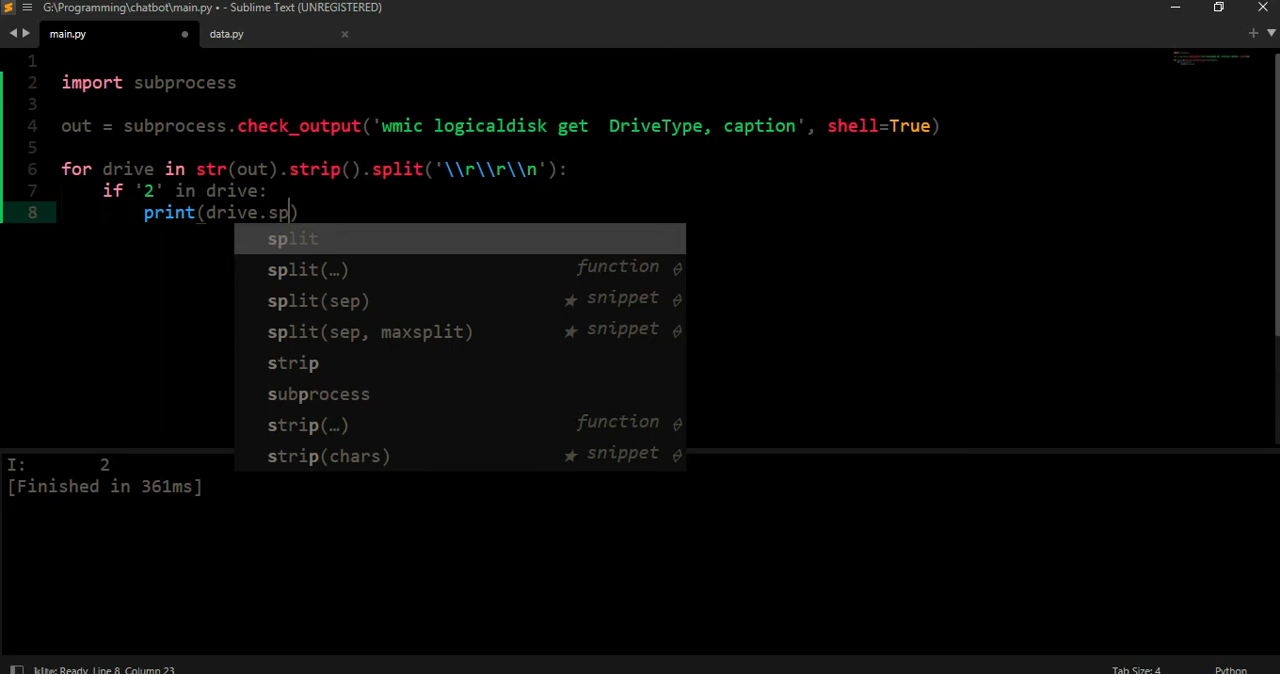 G:\Programming\chatbot\main.py • - Sublime Text (UNREGISTERED)
main.py
data.py
1
2 import subprocess
3
4 out = subprocess.check_output('wmic logicaldisk get  DriveType, caption', shell=True)
5
6 for drive in str(out).strip().split('\\r\\r\\n'):
7     if '2' in drive:
8         print(drive.sp)
split
split(…) function
split(sep) snippet
split(sep, maxsplit) snippet
strip
subprocess
strip(…) function
strip(chars) snippet
I:       2
[Finished in 361ms]
kite: Ready, Line 8, Column 23
Tab Size: 4
Python